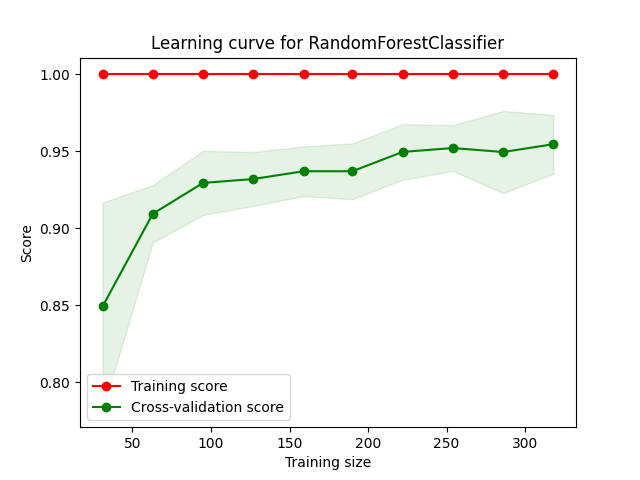 Learning curve for RandomForestClassifier
1.00
0.95
0.90
0.85
0.80
Score
Training score
Cross-validation score
50 100 150 200 250 300
Training size